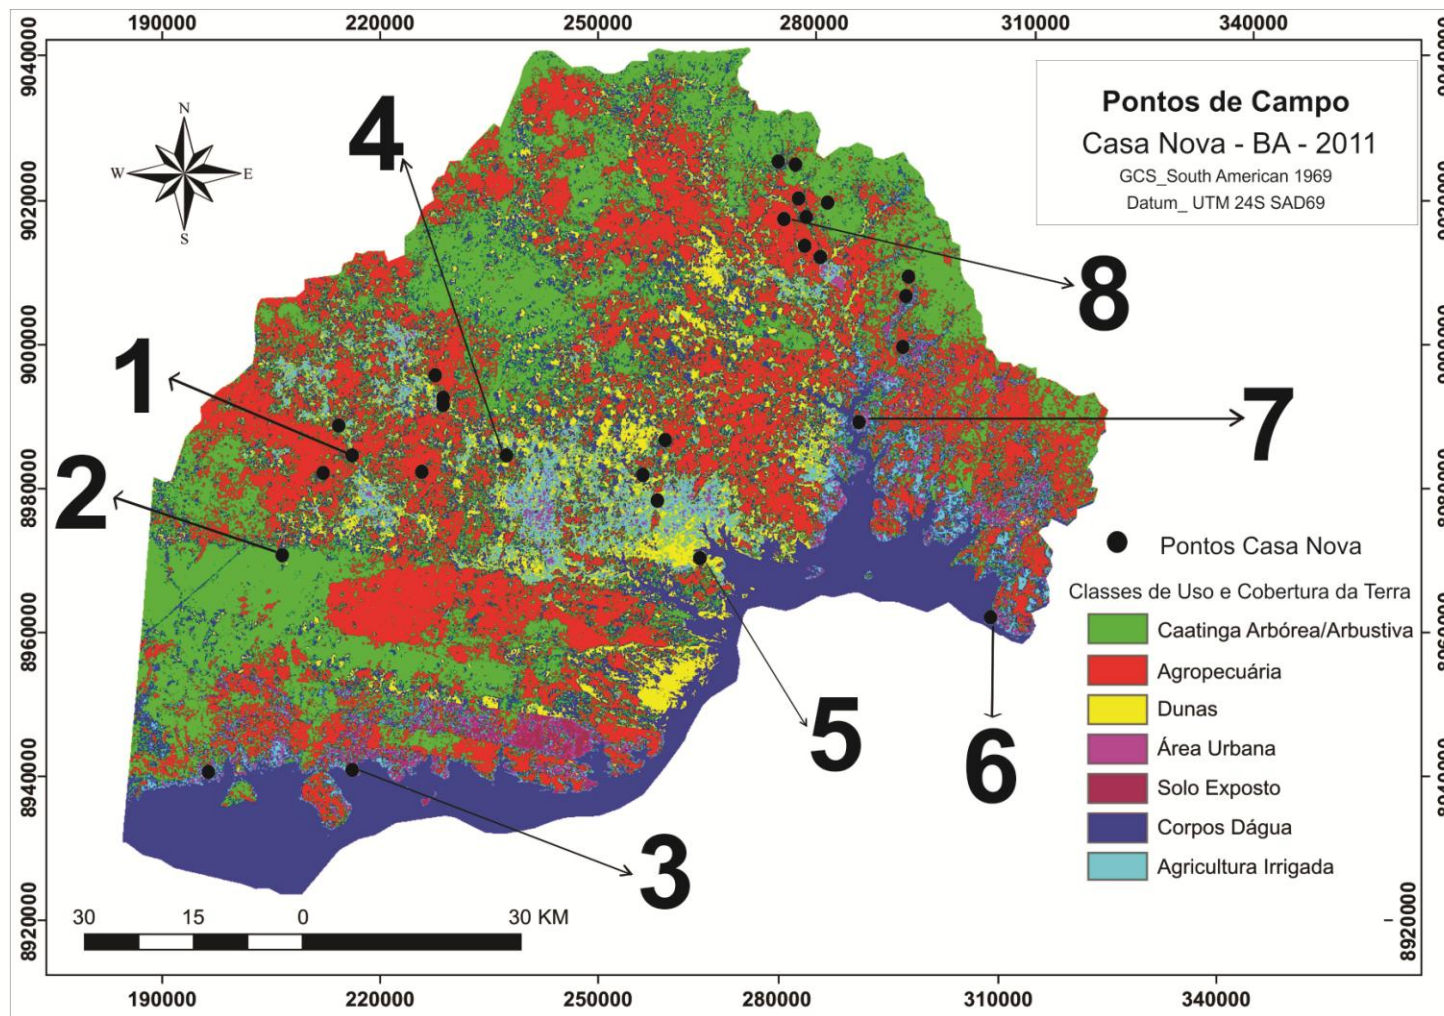 190000 220000 250000 280000 310000 340000
9040000
9020000
9000000
8980000
8960000
8940000
8920000
N
W E
S
Pontos de Campo
Casa Nova - BA - 2011
GCS_South American 1969
Datum_ UTM 24S SAD69
4
8
1
7
2
5
6
3
Pontos Casa Nova
Classes de Uso e Cobertura da Terra
Caatinga Arbórea/Arbustiva
Agropecuária
Dunas
Área Urbana
Solo Exposto
Corpos Dágua
Agricultura Irrigada
30 15 0 30 KM
8920000
190000 220000 250000 280000 310000 340000